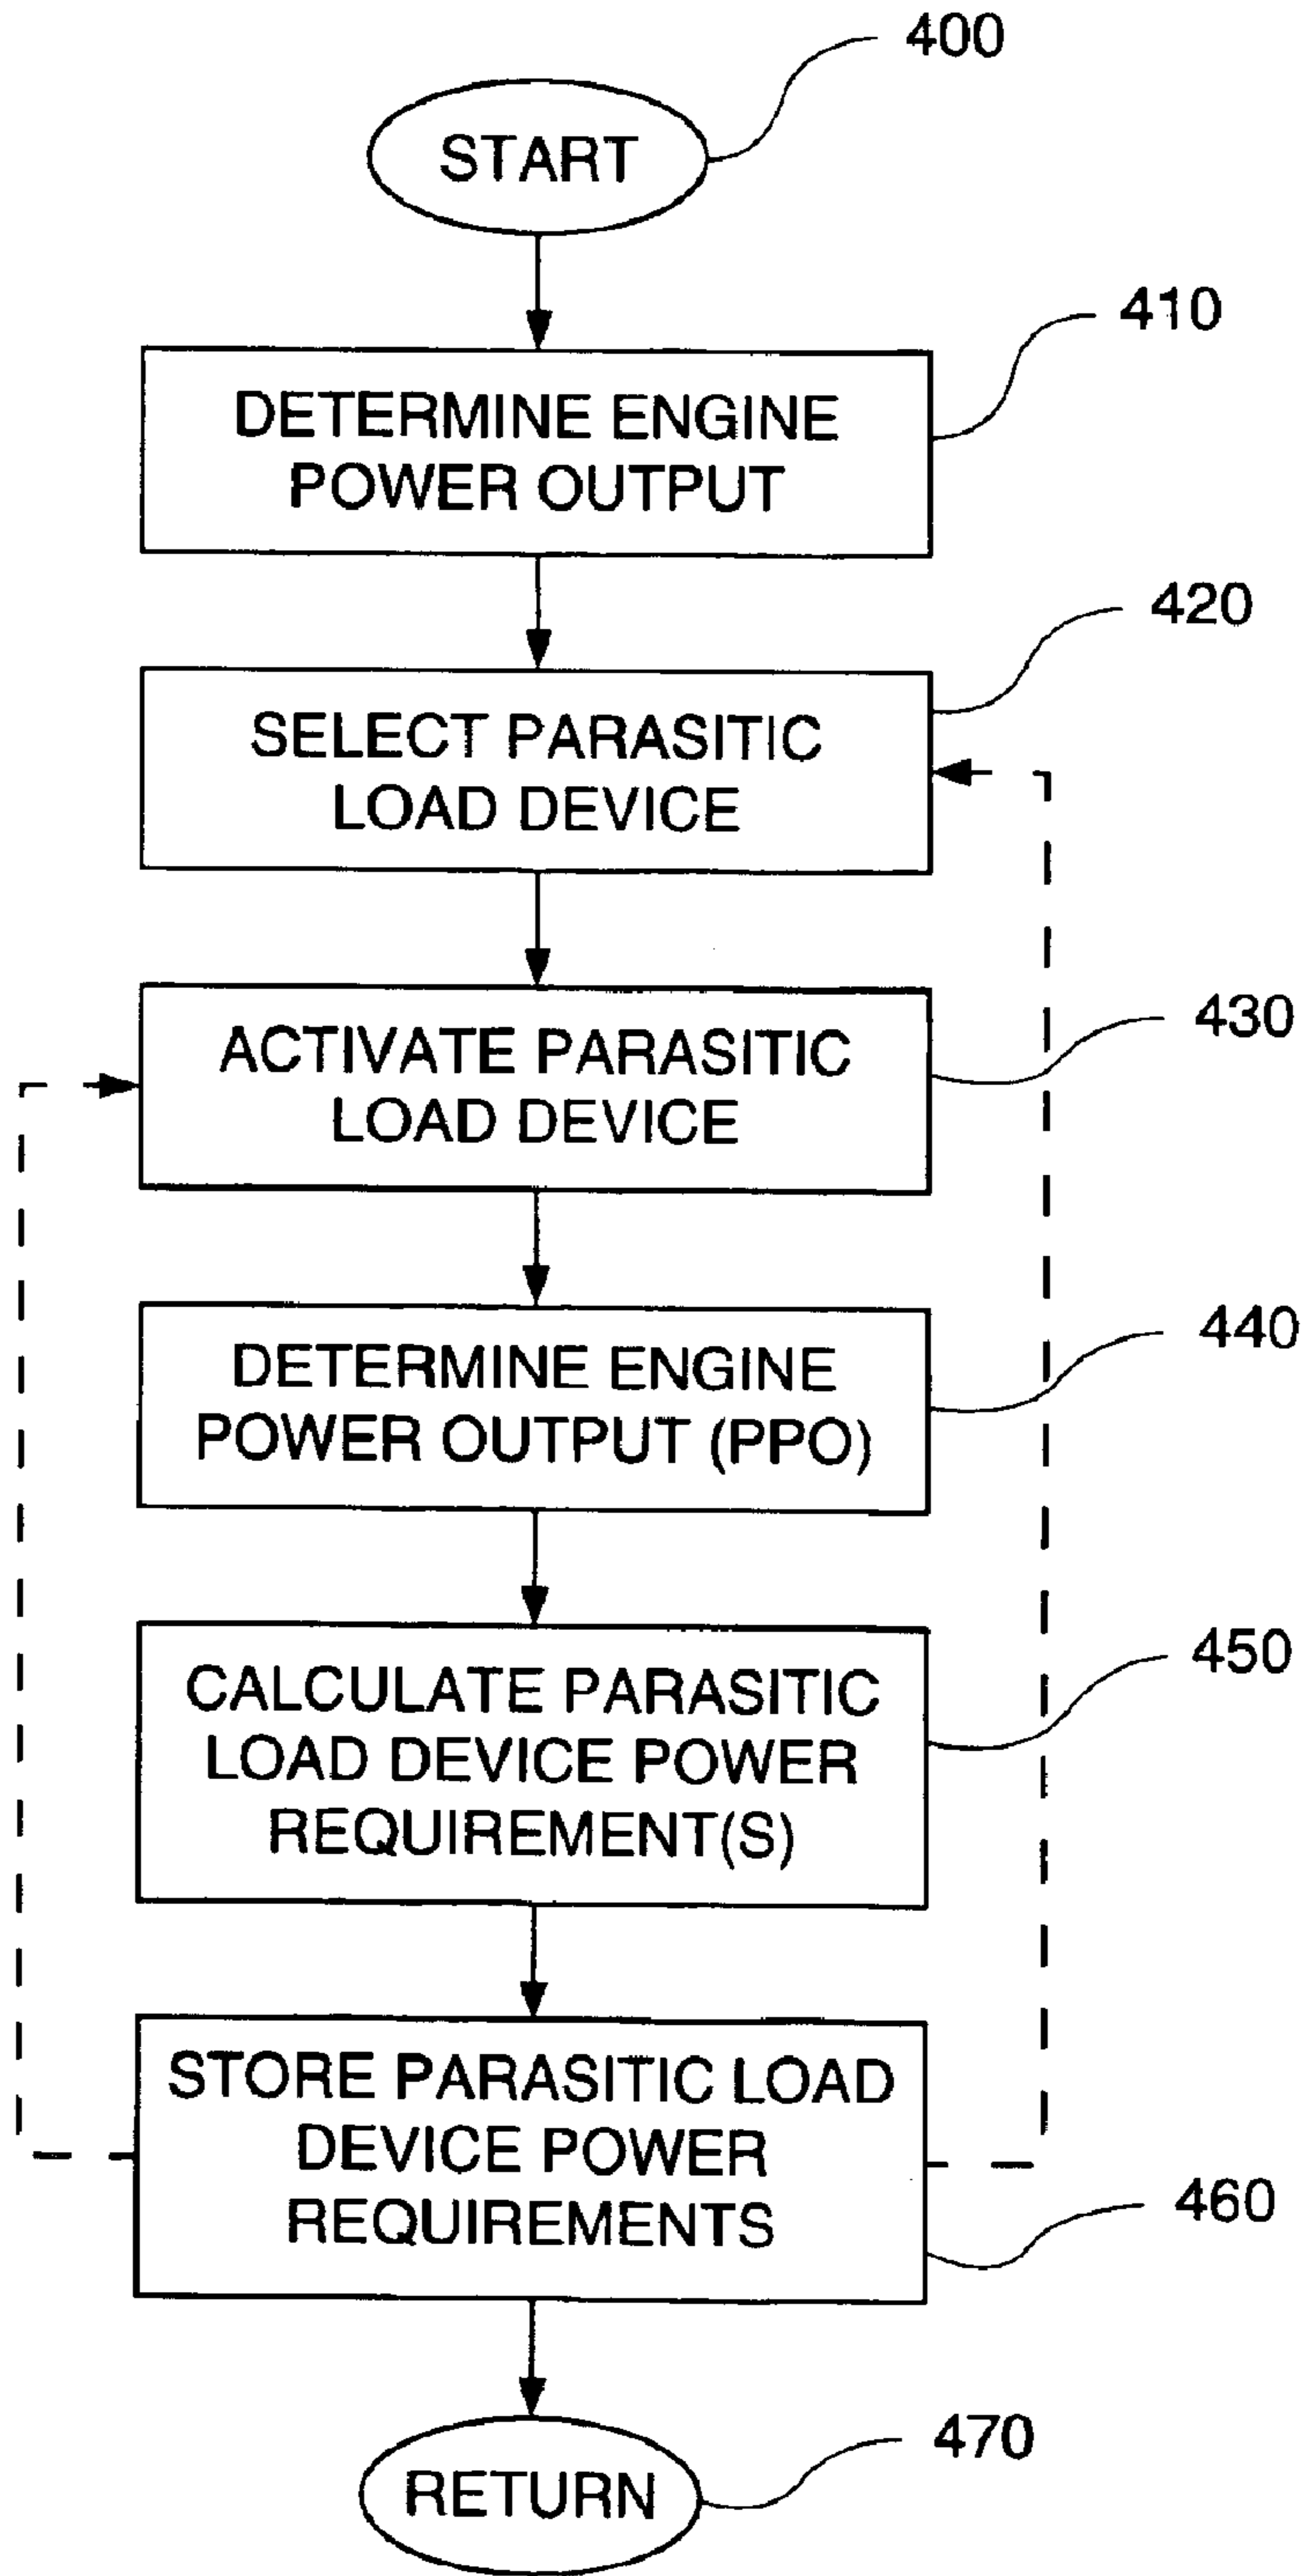 400
START
410
DETERMINE ENGINE
POWER OUTPUT
420
SELECT PARASITIC
LOAD DEVICE
430
ACTIVATE PARASITIC
LOAD DEVICE
440
DETERMINE ENGINE
POWER OUTPUT (PPO)
450
CALCULATE PARASITIC
LOAD DEVICE POWER
REQUIREMENT(S)
STORE PARASITIC LOAD
DEVICE POWER
REQUIREMENTS
460
470
RETURN